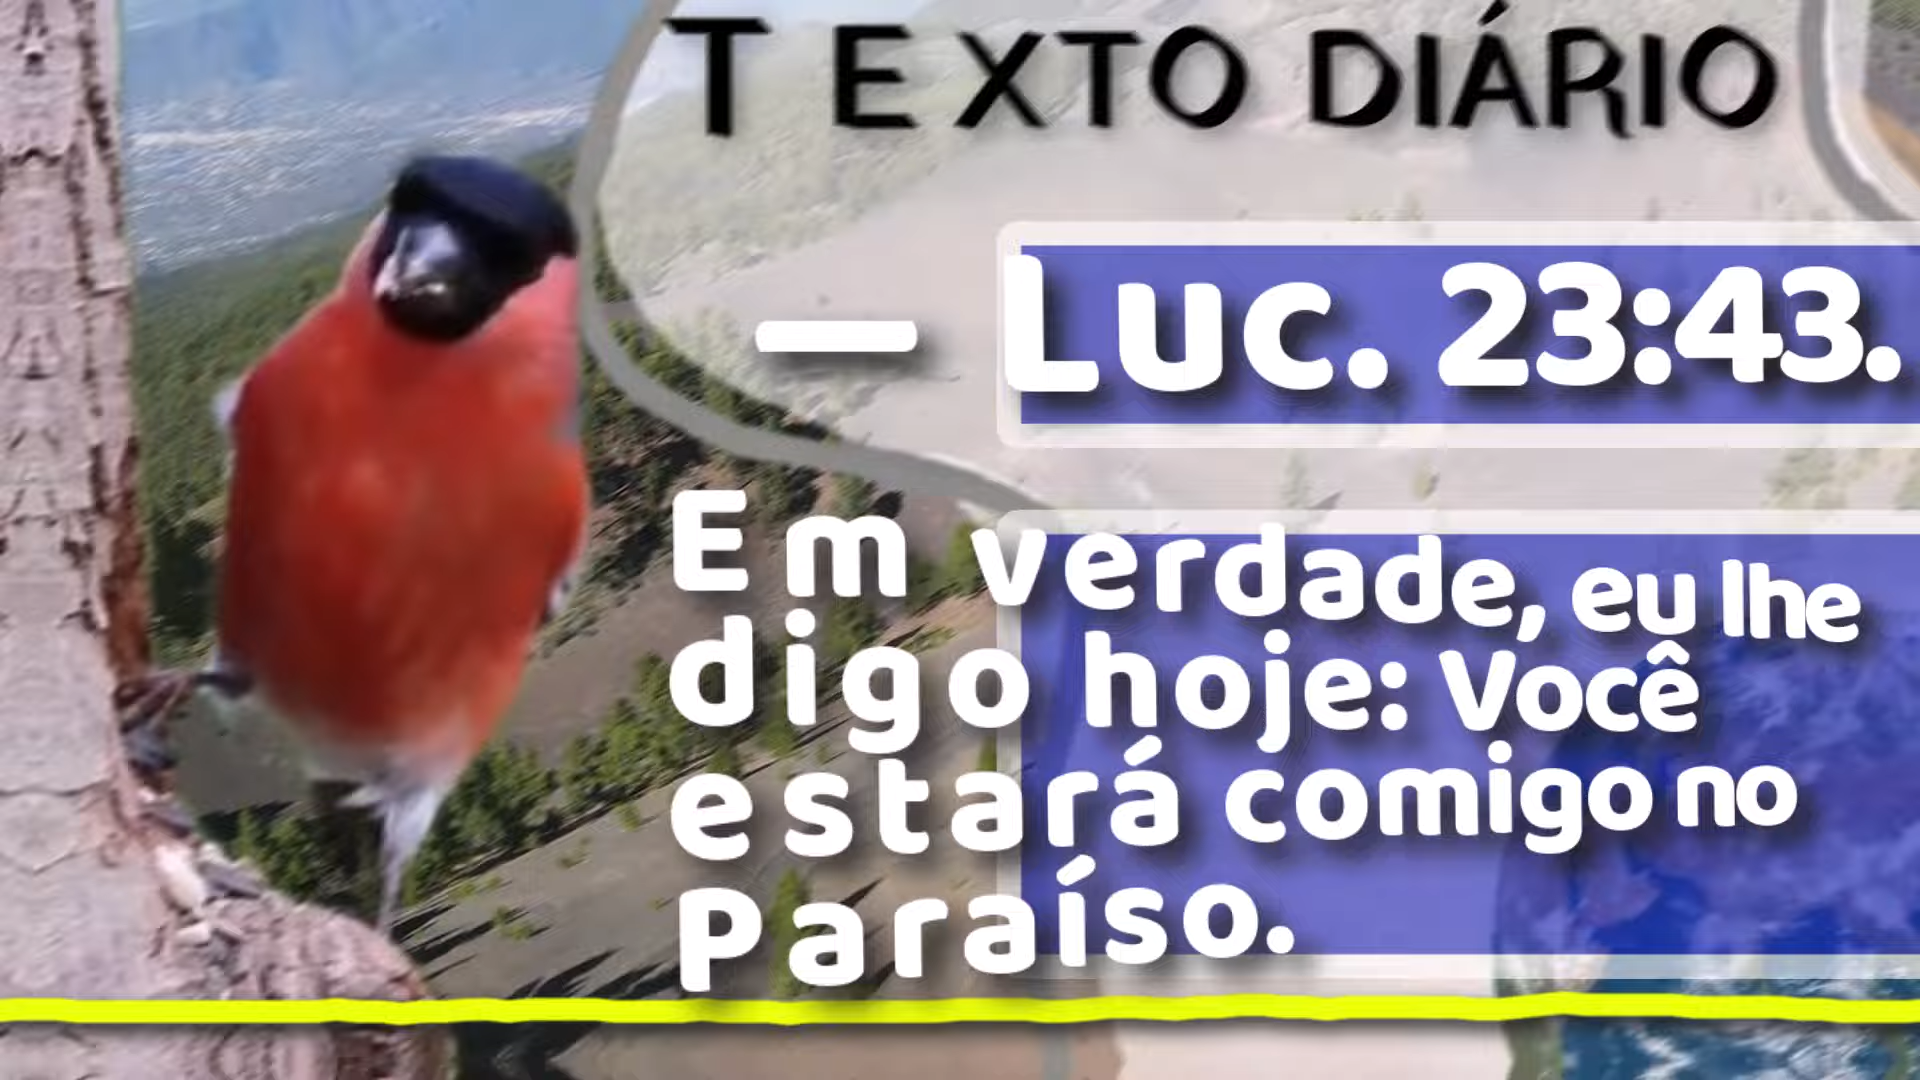 TEXTO DIÁRIO
— Luc. 23:43.
Em verdade, eu lhe
digo hoje: Você
estará comigo no
Paraíso.